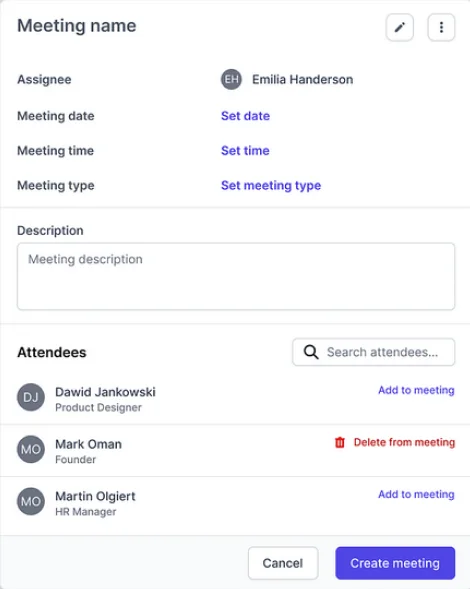 Meeting name
Assignee EH Emilia Handerson
Meeting date Set date
Meeting time Set time
Meeting type Set meeting type
Description
Meeting description
Attendees Search attendees...
DJ Dawid Jankowski Add to meeting
Product Designer
MO Mark Oman Delete from meeting
Founder
MO Martin Olgiert Add to meeting
HR Manager
Cancel Create meeting